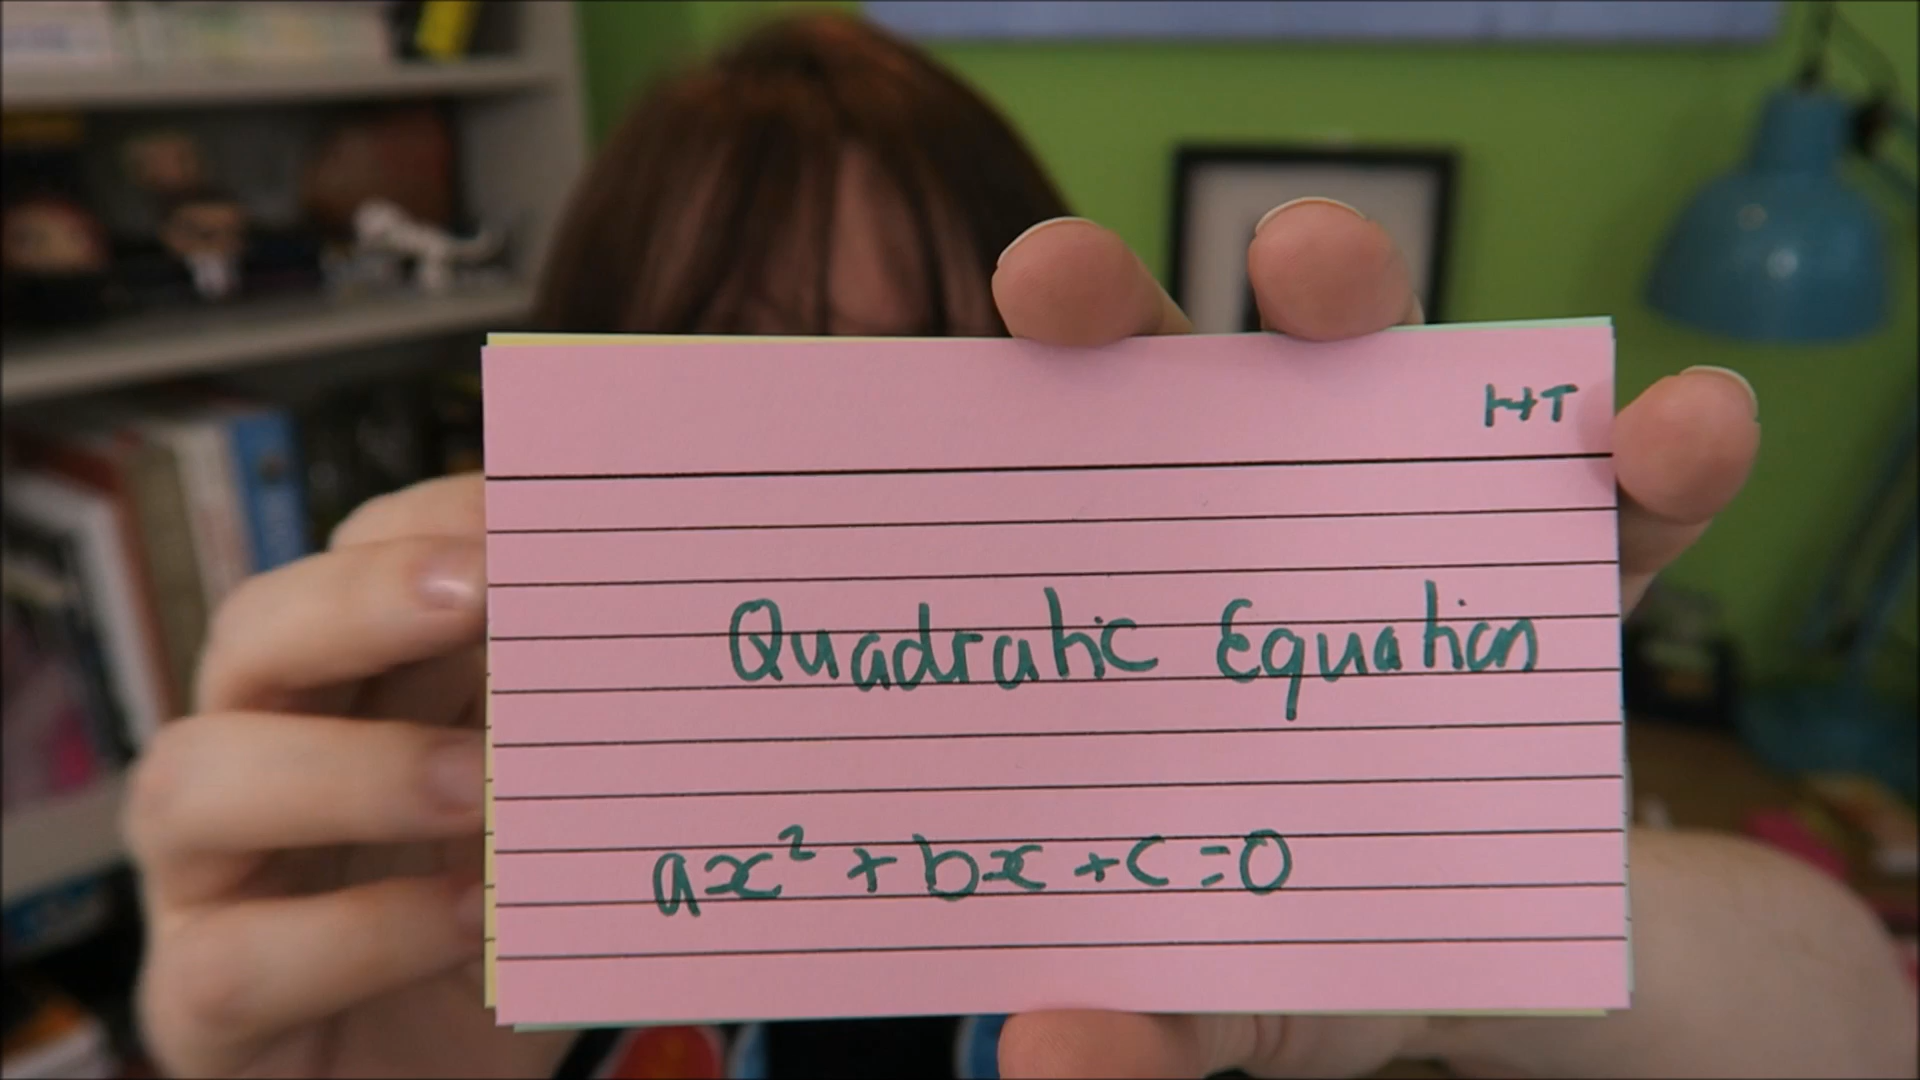 HT
Quadratic Equation
ax² + bx + c = 0